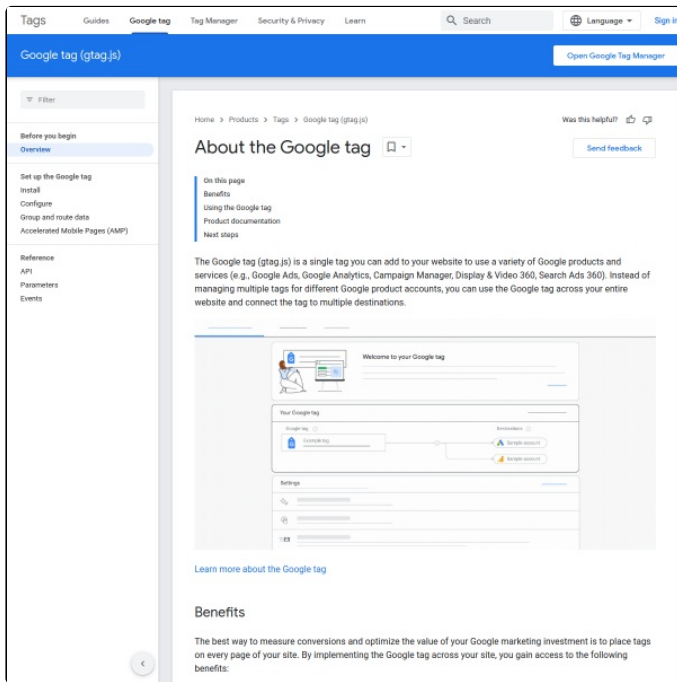 Tags Guides Google tag Tag Manager Security & Privacy Learn Search Language Sign in
Google tag (gtag.js) Open Google Tag Manager
Filter
Before you begin
Overview
Set up the Google tag
Install
Configure
Group and route data
Accelerated Mobile Pages (AMP)
Reference
API
Parameters
Events
Home > Products > Tags > Google tag (gtag.js) Was this helpful?
About the Google tag
Send feedback
On this page
Benefits
Using the Google tag
Product documentation
Next steps
The Google tag (gtag.js) is a single tag you can add to your website to use a variety of Google products and
services (e.g., Google Ads, Google Analytics, Campaign Manager, Display & Video 360, Search Ads 360). Instead of
managing multiple tags for different Google product accounts, you can use the Google tag across your entire
website and connect the tag to multiple destinations.
Welcome to your Google tag
Your Google tag
Google tag Destinations
Example tag
Sample account
Sample account
Settings
Learn more about the Google tag
Benefits
The best way to measure conversions and optimize the value of your Google marketing investment is to place tags
on every page of your site. By implementing the Google tag across your site, you gain access to the following
benefits: